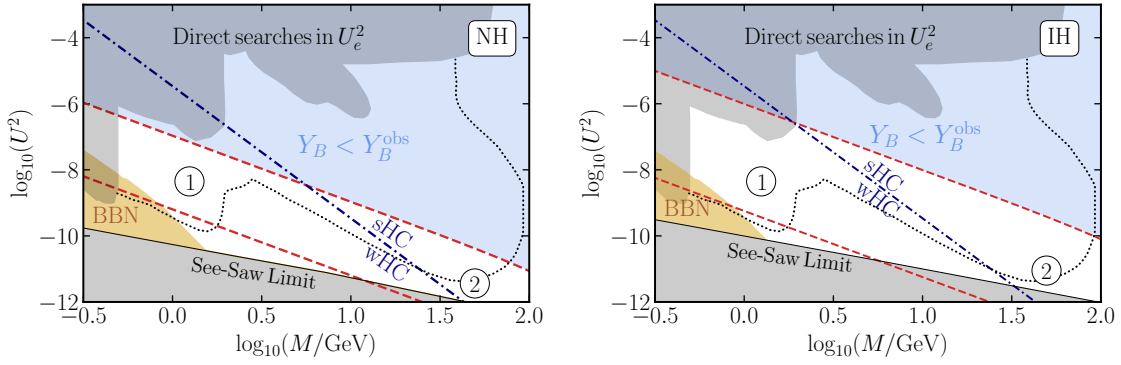 Direct searches in $U_e^2$
NH
$Y_B < Y_B^{\mathrm{obs}}$
①
sHC
wHC
BBN
See-Saw Limit
②
−4
−6
−8
−10
−12
$\log_{10}(U^2)$
−0.5
0.0
0.5
1.0
1.5
2.0
$\log_{10}(M/\mathrm{GeV})$
Direct searches in $U_e^2$
IH
$Y_B < Y_B^{\mathrm{obs}}$
①
sHC
wHC
BBN
See-Saw Limit
②
−4
−6
−8
−10
−12
$\log_{10}(U^2)$
−0.5
0.0
0.5
1.0
1.5
2.0
$\log_{10}(M/\mathrm{GeV})$